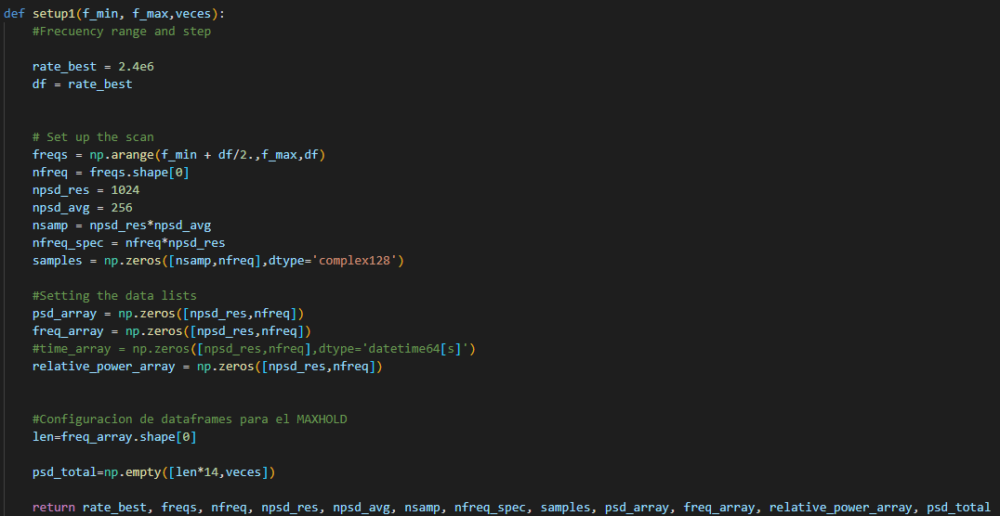 def setup1(f_min, f_max,veces):
    #Frecuency range and step
    rate_best = 2.4e6
    df = rate_best
    # Set up the scan
    freqs = np.arange(f_min + df/2.,f_max,df)
    nfreq = freqs.shape[0]
    npsd_res = 1024
    npsd_avg = 256
    nsamp = npsd_res*npsd_avg
    nfreq_spec = nfreq*npsd_res
    samples = np.zeros([nsamp,nfreq],dtype='complex128')
    #Setting the data lists
    psd_array = np.zeros([npsd_res,nfreq])
    freq_array = np.zeros([npsd_res,nfreq])
    #time_array = np.zeros([npsd_res,nfreq],dtype='datetime64[s]')
    relative_power_array = np.zeros([npsd_res,nfreq])
    #Configuracion de dataframes para el MAXHOLD
    len=freq_array.shape[0]
    psd_total=np.empty([len*14,veces])
    return rate_best, freqs, nfreq, npsd_res, npsd_avg, nsamp, nfreq_spec, samples, psd_array, freq_array, relative_power_array, psd_total